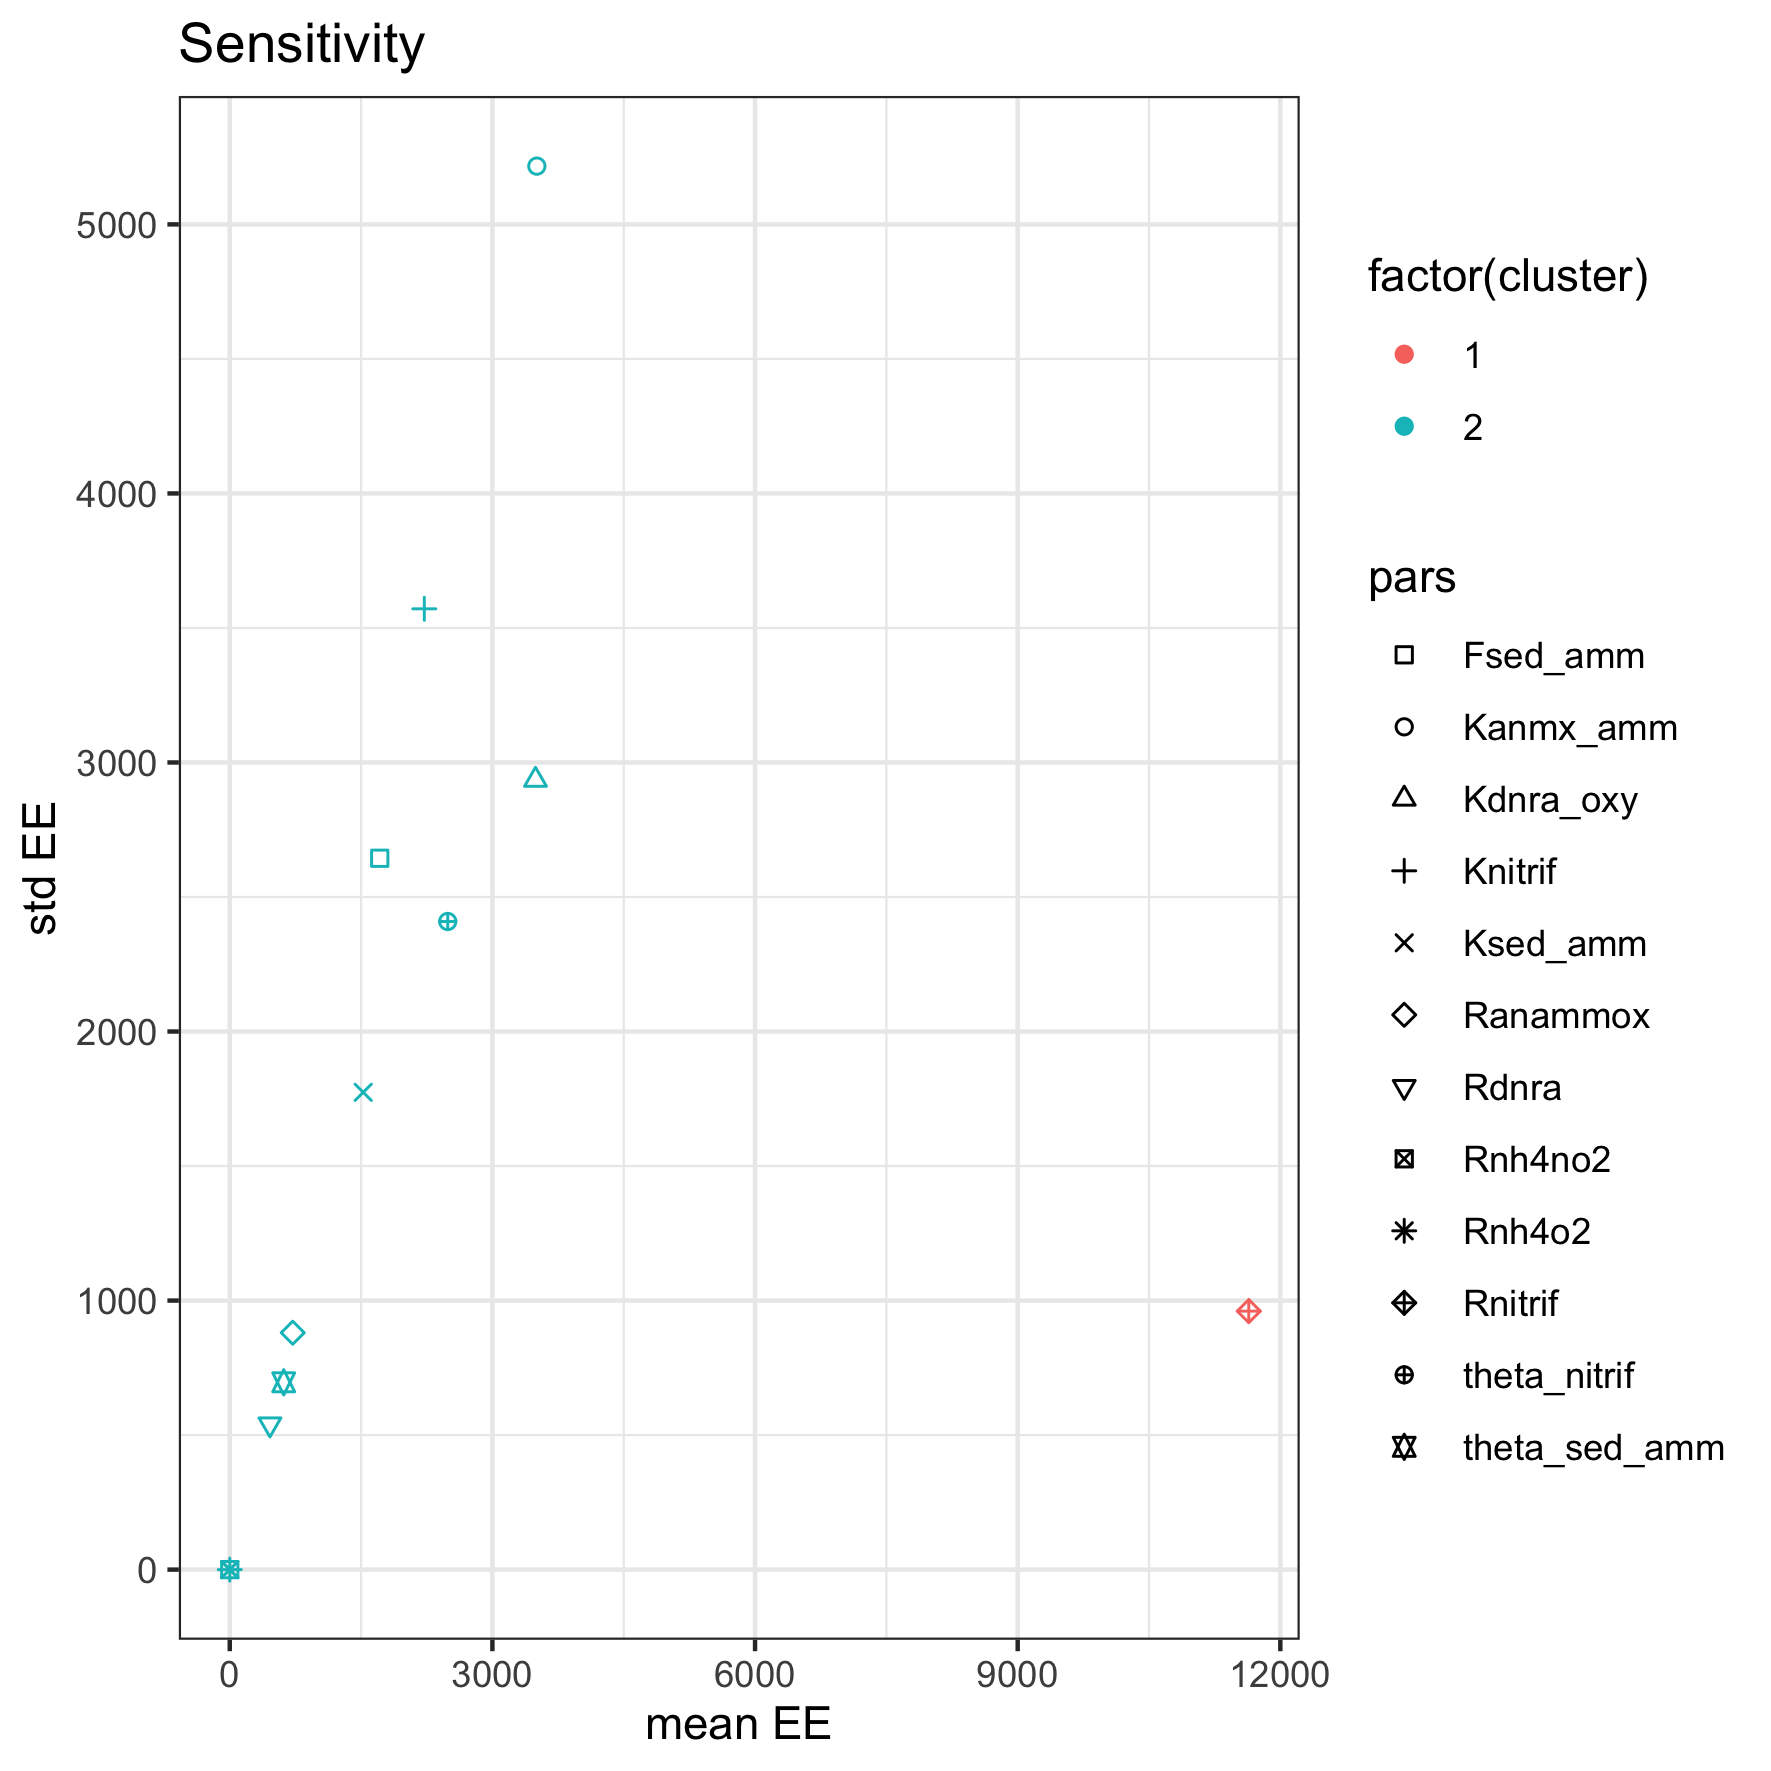 Sensitivity
5000
4000
3000
2000
1000
0
std EE
0 3000 6000 9000 12000
mean EE
factor(cluster)
1
2
pars
Fsed_amm
Kanmx_amm
Kdnra_oxy
Knitrif
Ksed_amm
Ranammox
Rdnra
Rnh4no2
Rnh4o2
Rnitrif
theta_nitrif
theta_sed_amm